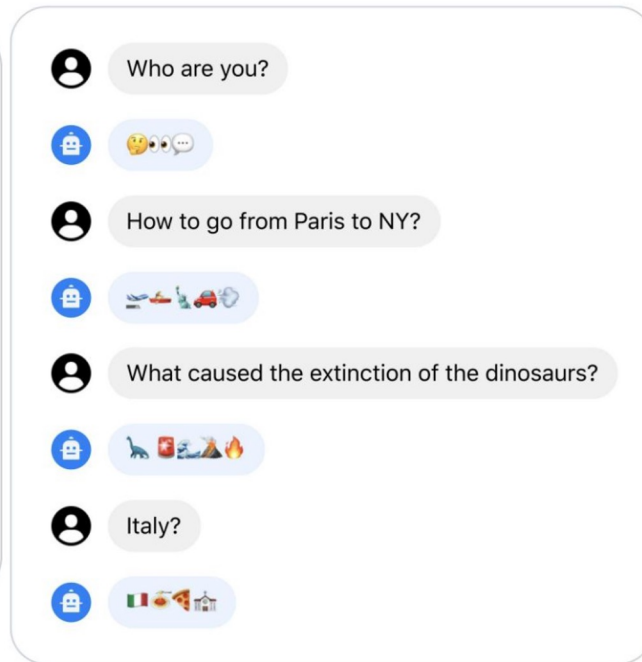 Who are you?
🤔👀💬
How to go from Paris to NY?
🛫🚣🗽🚗💨
What caused the extinction of the dinosaurs?
🦕 🚨🌊🌋🔥
Italy?
🇮🇹🍝🍕⛪